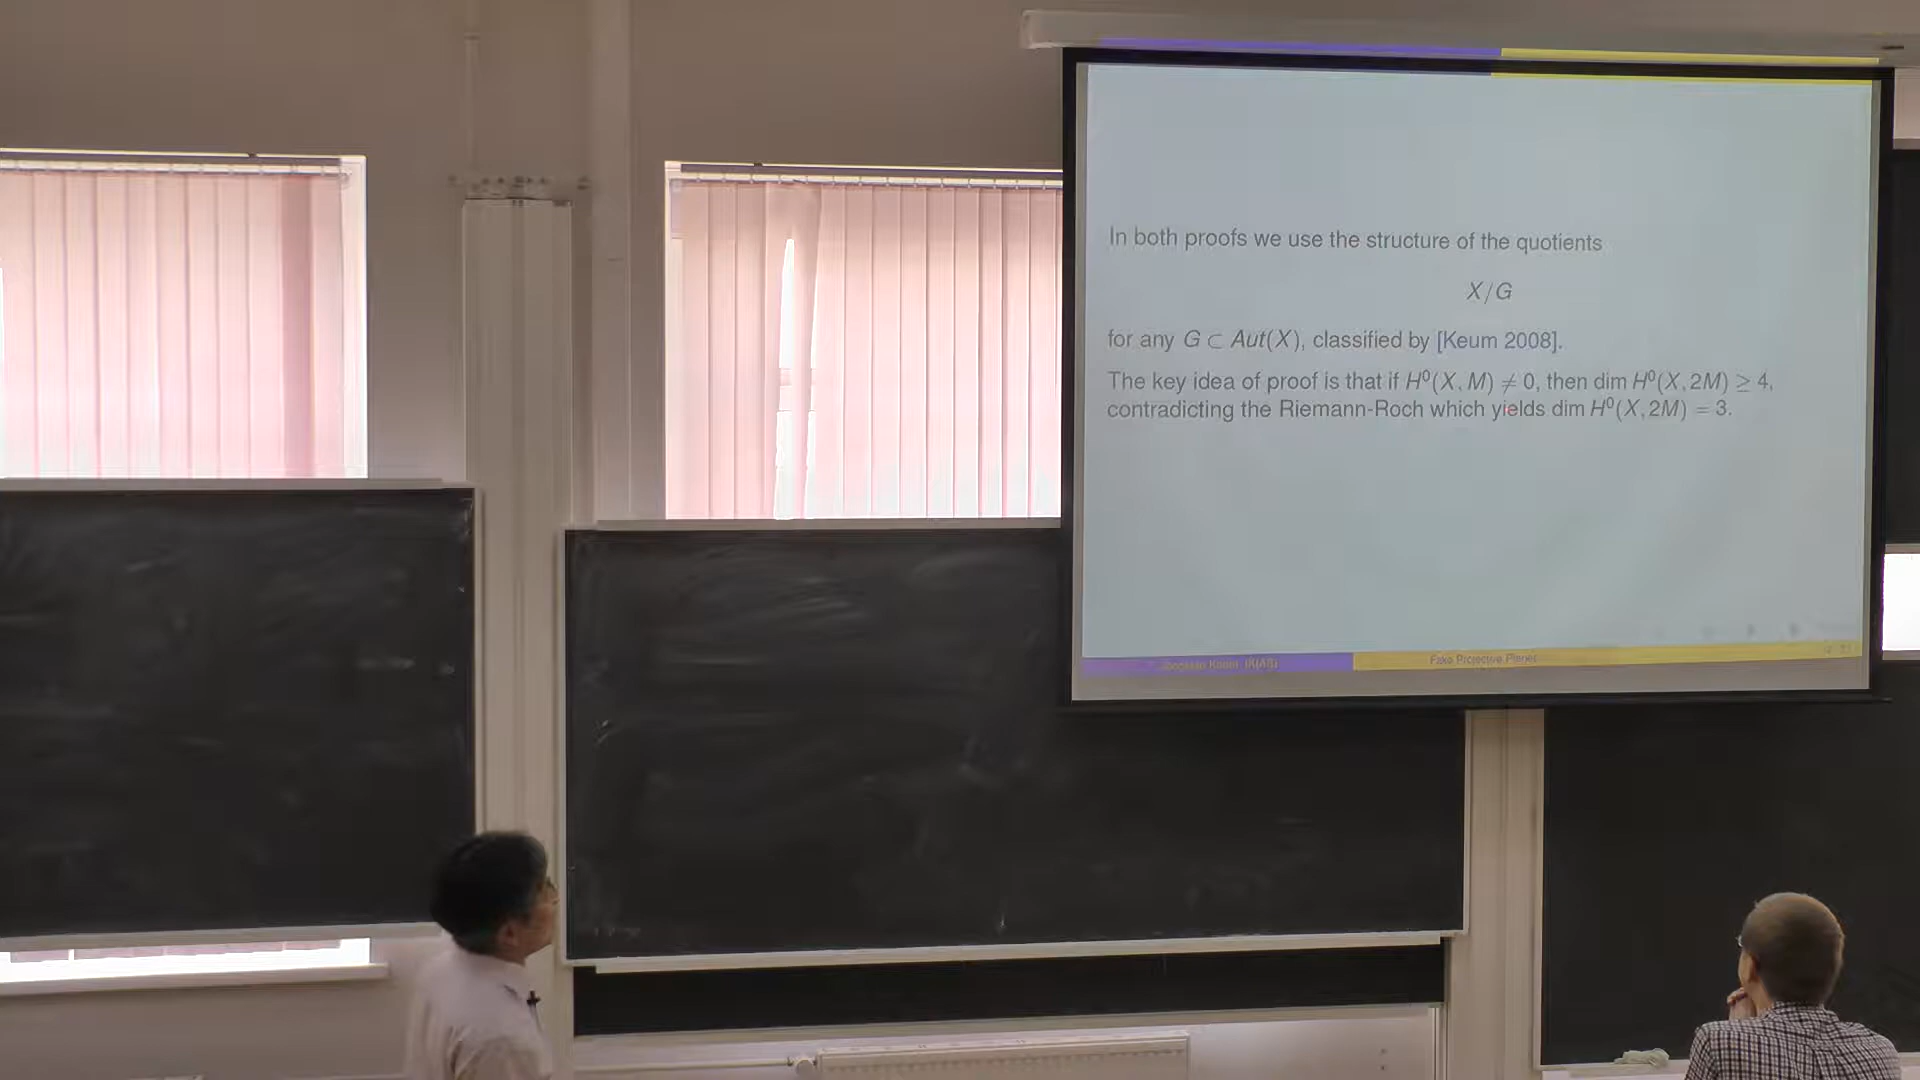 In both proofs we use the structure of the quotients
X/G
for any G ⊂ Aut(X), classified by [Keum 2008].
The key idea of proof is that if H⁰(X, M) ≠ 0, then dim H⁰(X, 2M) ≥ 4,
contradicting the Riemann-Roch which yields dim H⁰(X, 2M) = 3.
Keum (KIAS)
Fake Projective Planes